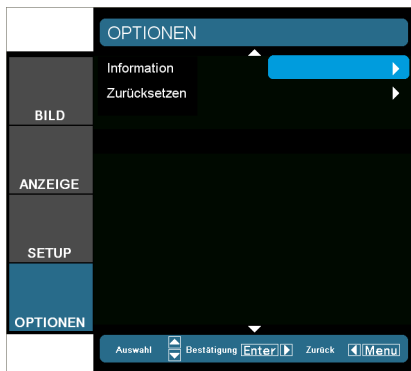 OPTIONEN
Information
Zurücksetzen
BILD
ANZEIGE
SETUP
OPTIONEN
Auswahl Bestätigung Enter Zurück Menu